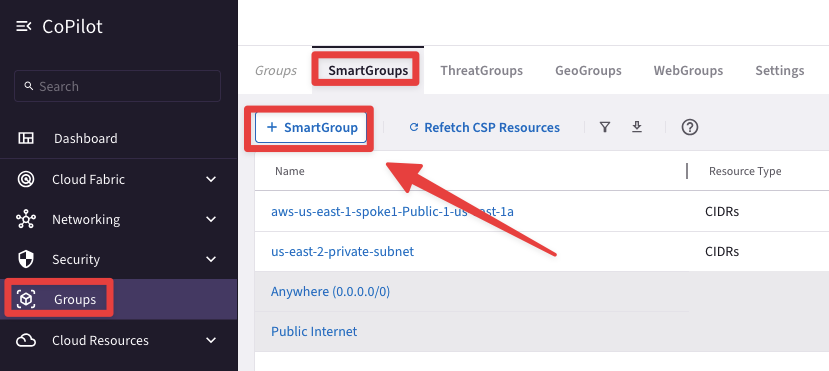 CoPilot
Search
Dashboard
Cloud Fabric
Networking
Security
Groups
Cloud Resources
Groups SmartGroups ThreatGroups GeoGroups WebGroups Settings
+ SmartGroup Refetch CSP Resources ?
Name Resource Type
aws-us-east-1-spoke1-Public-1-us-east-1a CIDRs
us-east-2-private-subnet CIDRs
Anywhere (0.0.0.0/0)
Public Internet